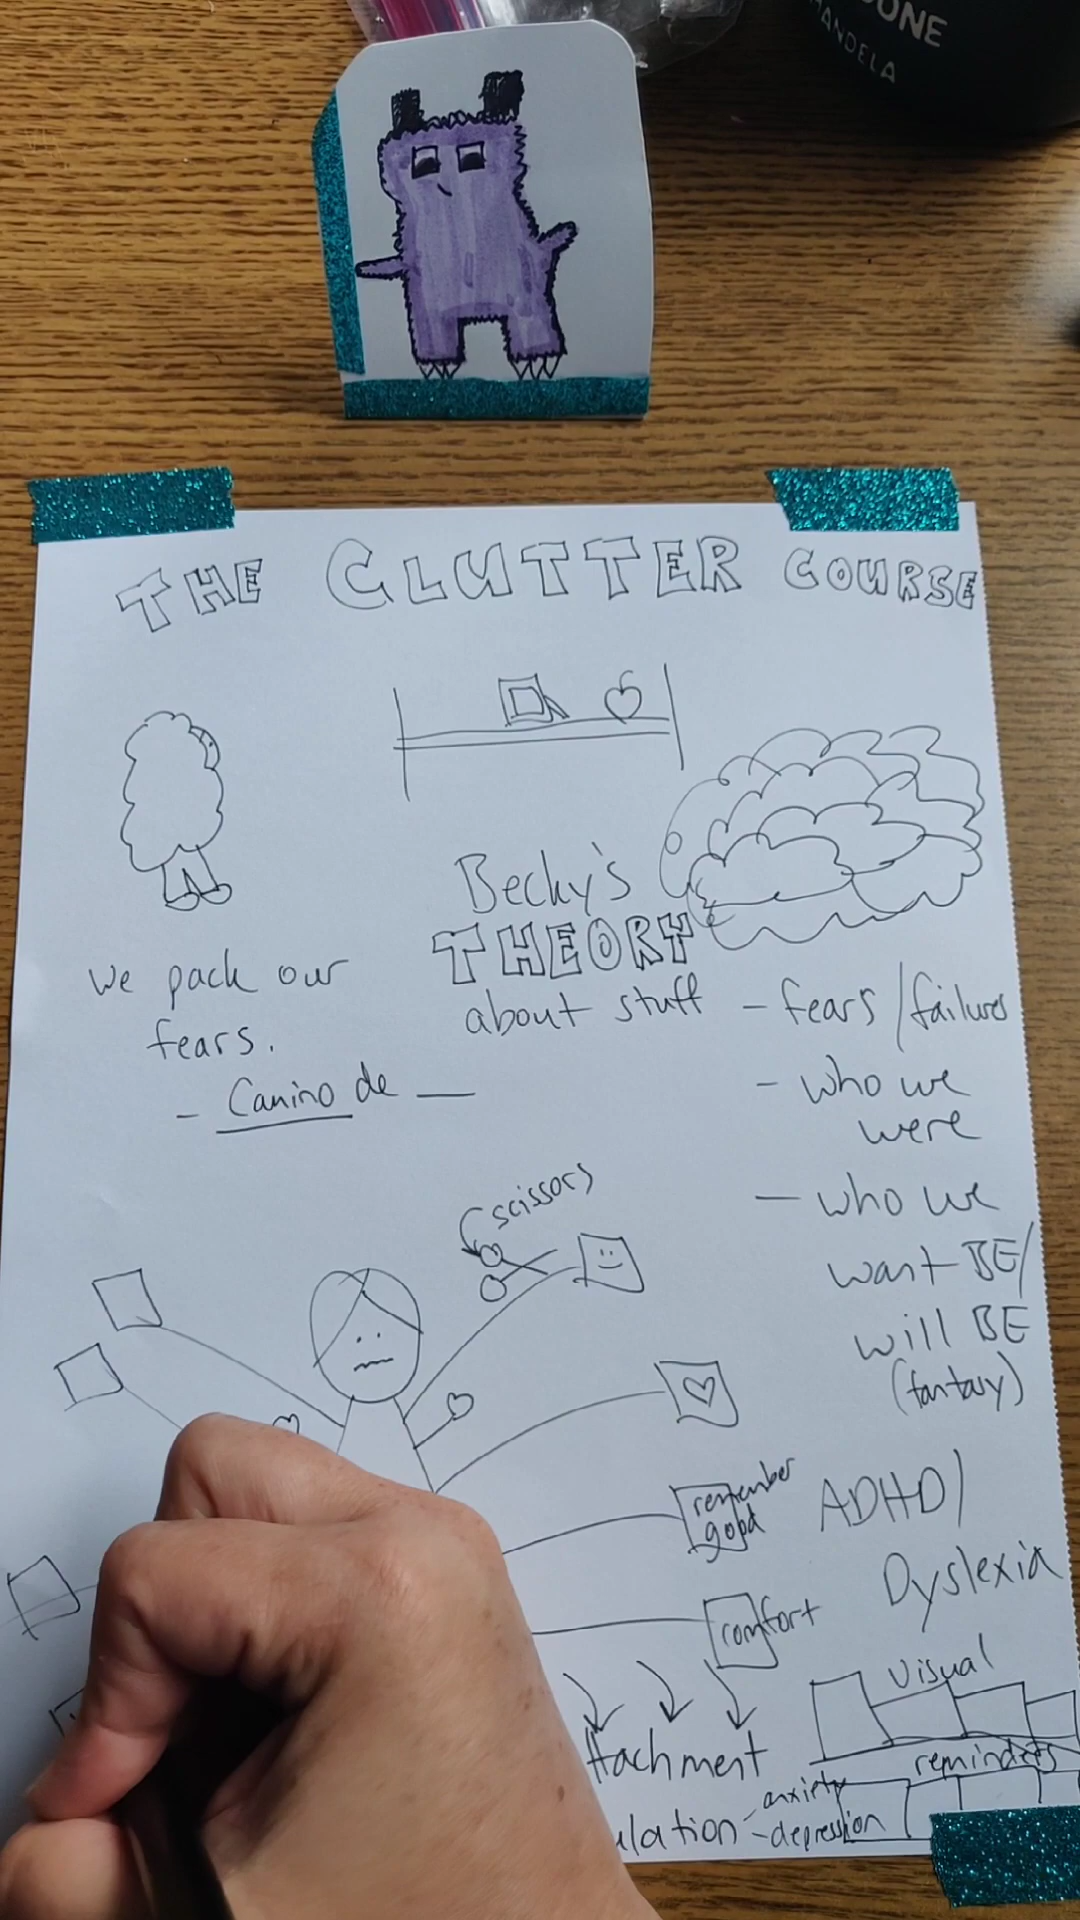 ONE
MANDELA
THE CLUTTER COURSE
Becky's
THEORY
about stuff
we pack our
fears.
- Camino de —
- fears/failures
- who we
were
- who we
want BE/
will BE
(fantasy)
scissors
remember
good
comfort
ADHD/
Dyslexia
Visual
reminders
ttachment
ulation - anxiety
- depression